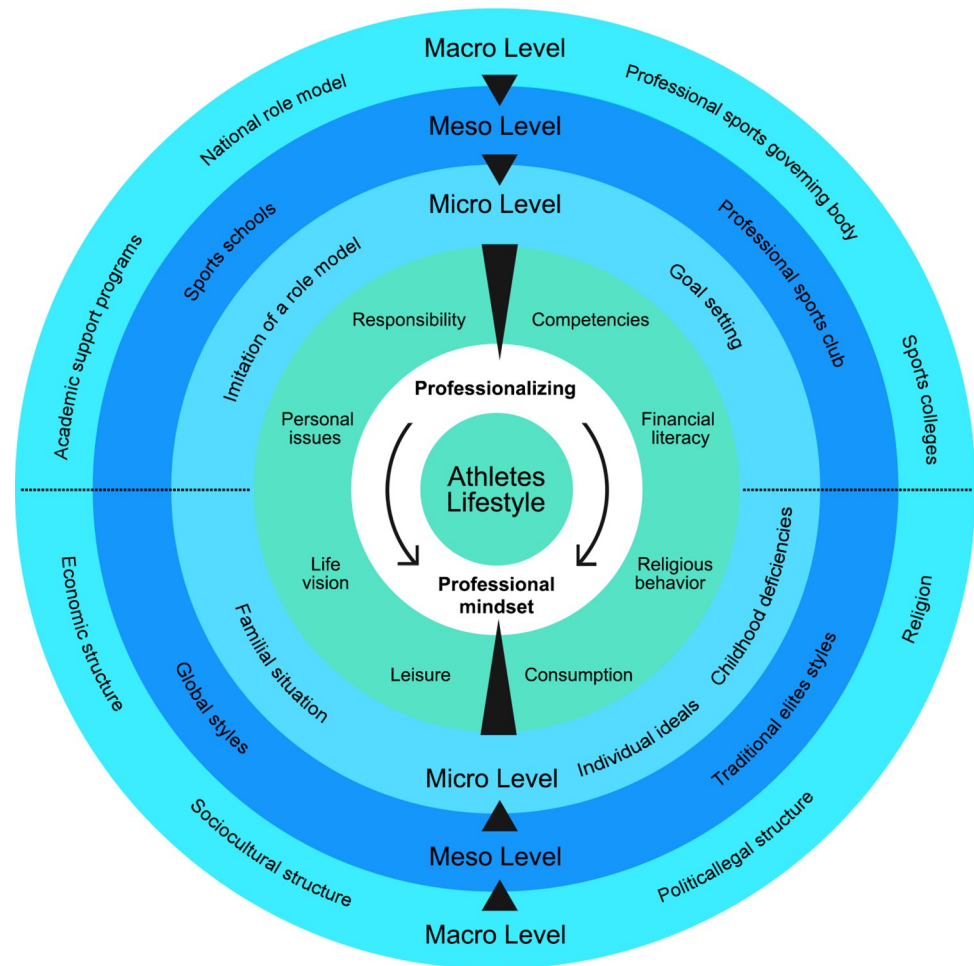 Macro Level
National role model
Professional sports governing body
Meso Level
Sports schools
Professional sports club
Micro Level
Academic support programs
Imitation of a role model
Goal setting
Sports colleges
Responsibility
Competencies
Professionalizing
Personal
issues
Financial
literacy
Athletes
Lifestyle
Life
vision
Religious
behavior
Professional
mindset
Leisure
Consumption
Economic structure
Global styles
Familial situation
Childhood deficiencies
Individual ideals
Traditional elites styles
Religion
Micro Level
Sociocultural structure
Meso Level
Politicallegal structure
Macro Level